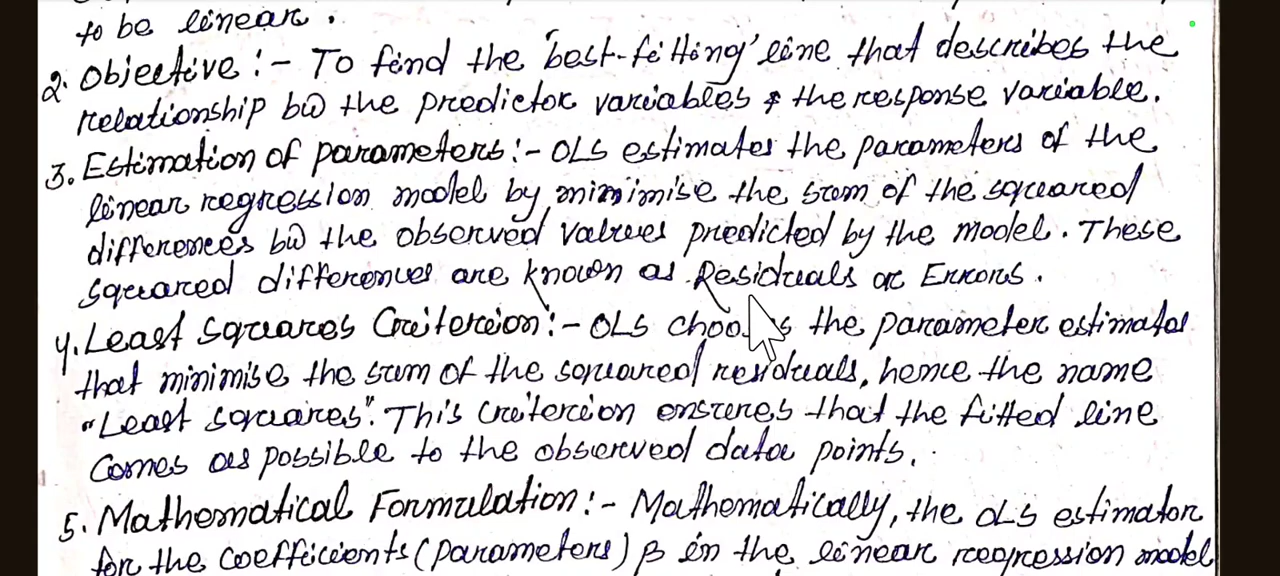 to be linear.
2. Objective :- To find the 'best-fitting' line that describes the
relationship bw the predictor variables & the response variable.
3. Estimation of parameters :- OLS estimates the parameters of the
linear regression model by minimise the sum of the squared
differences bw the observed values predicted by the model. These
squared differences are known as Residuals or Errors.
4. Least Squares Criterion :- OLS chooses the parameter estimates
that minimise the sum of the squared residuals, hence the name
"Least squares". This criterion ensures that the fitted line
Comes as possible to the observed data points.
5. Mathematical Formulation :- Mathematically, the OLS estimator
for the coefficients (parameters) β in the linear regression model